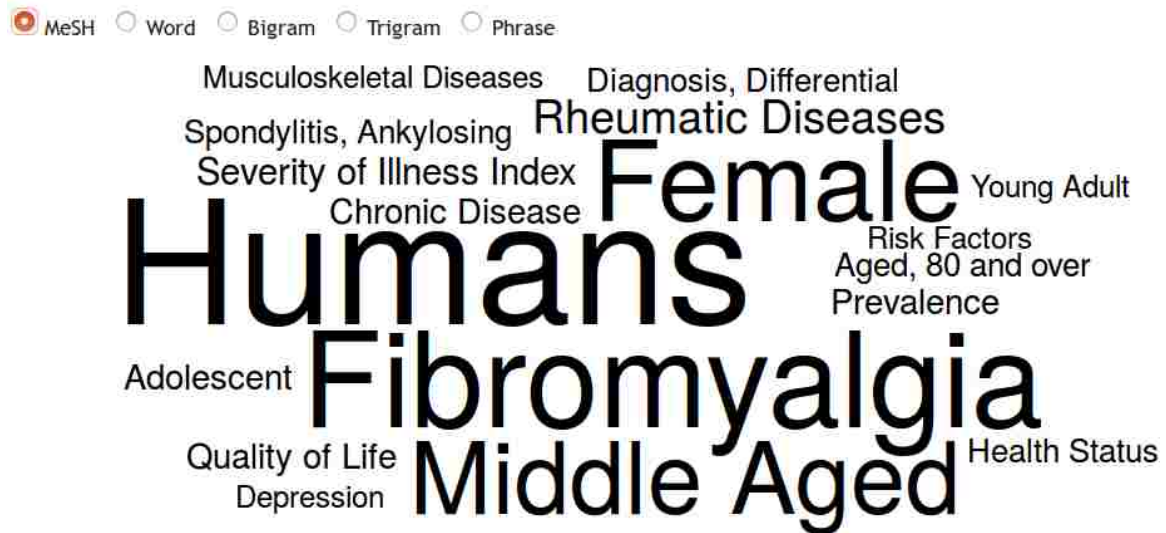 MeSH Word Bigram Trigram Phrase
Musculoskeletal Diseases
Diagnosis, Differential
Rheumatic Diseases
Spondylitis, Ankylosing
Severity of Illness Index
Female
Young Adult
Chronic Disease
Humans
Risk Factors
Aged, 80 and over
Prevalence
Adolescent
Fibromyalgia
Quality of Life
Middle Aged
Health Status
Depression